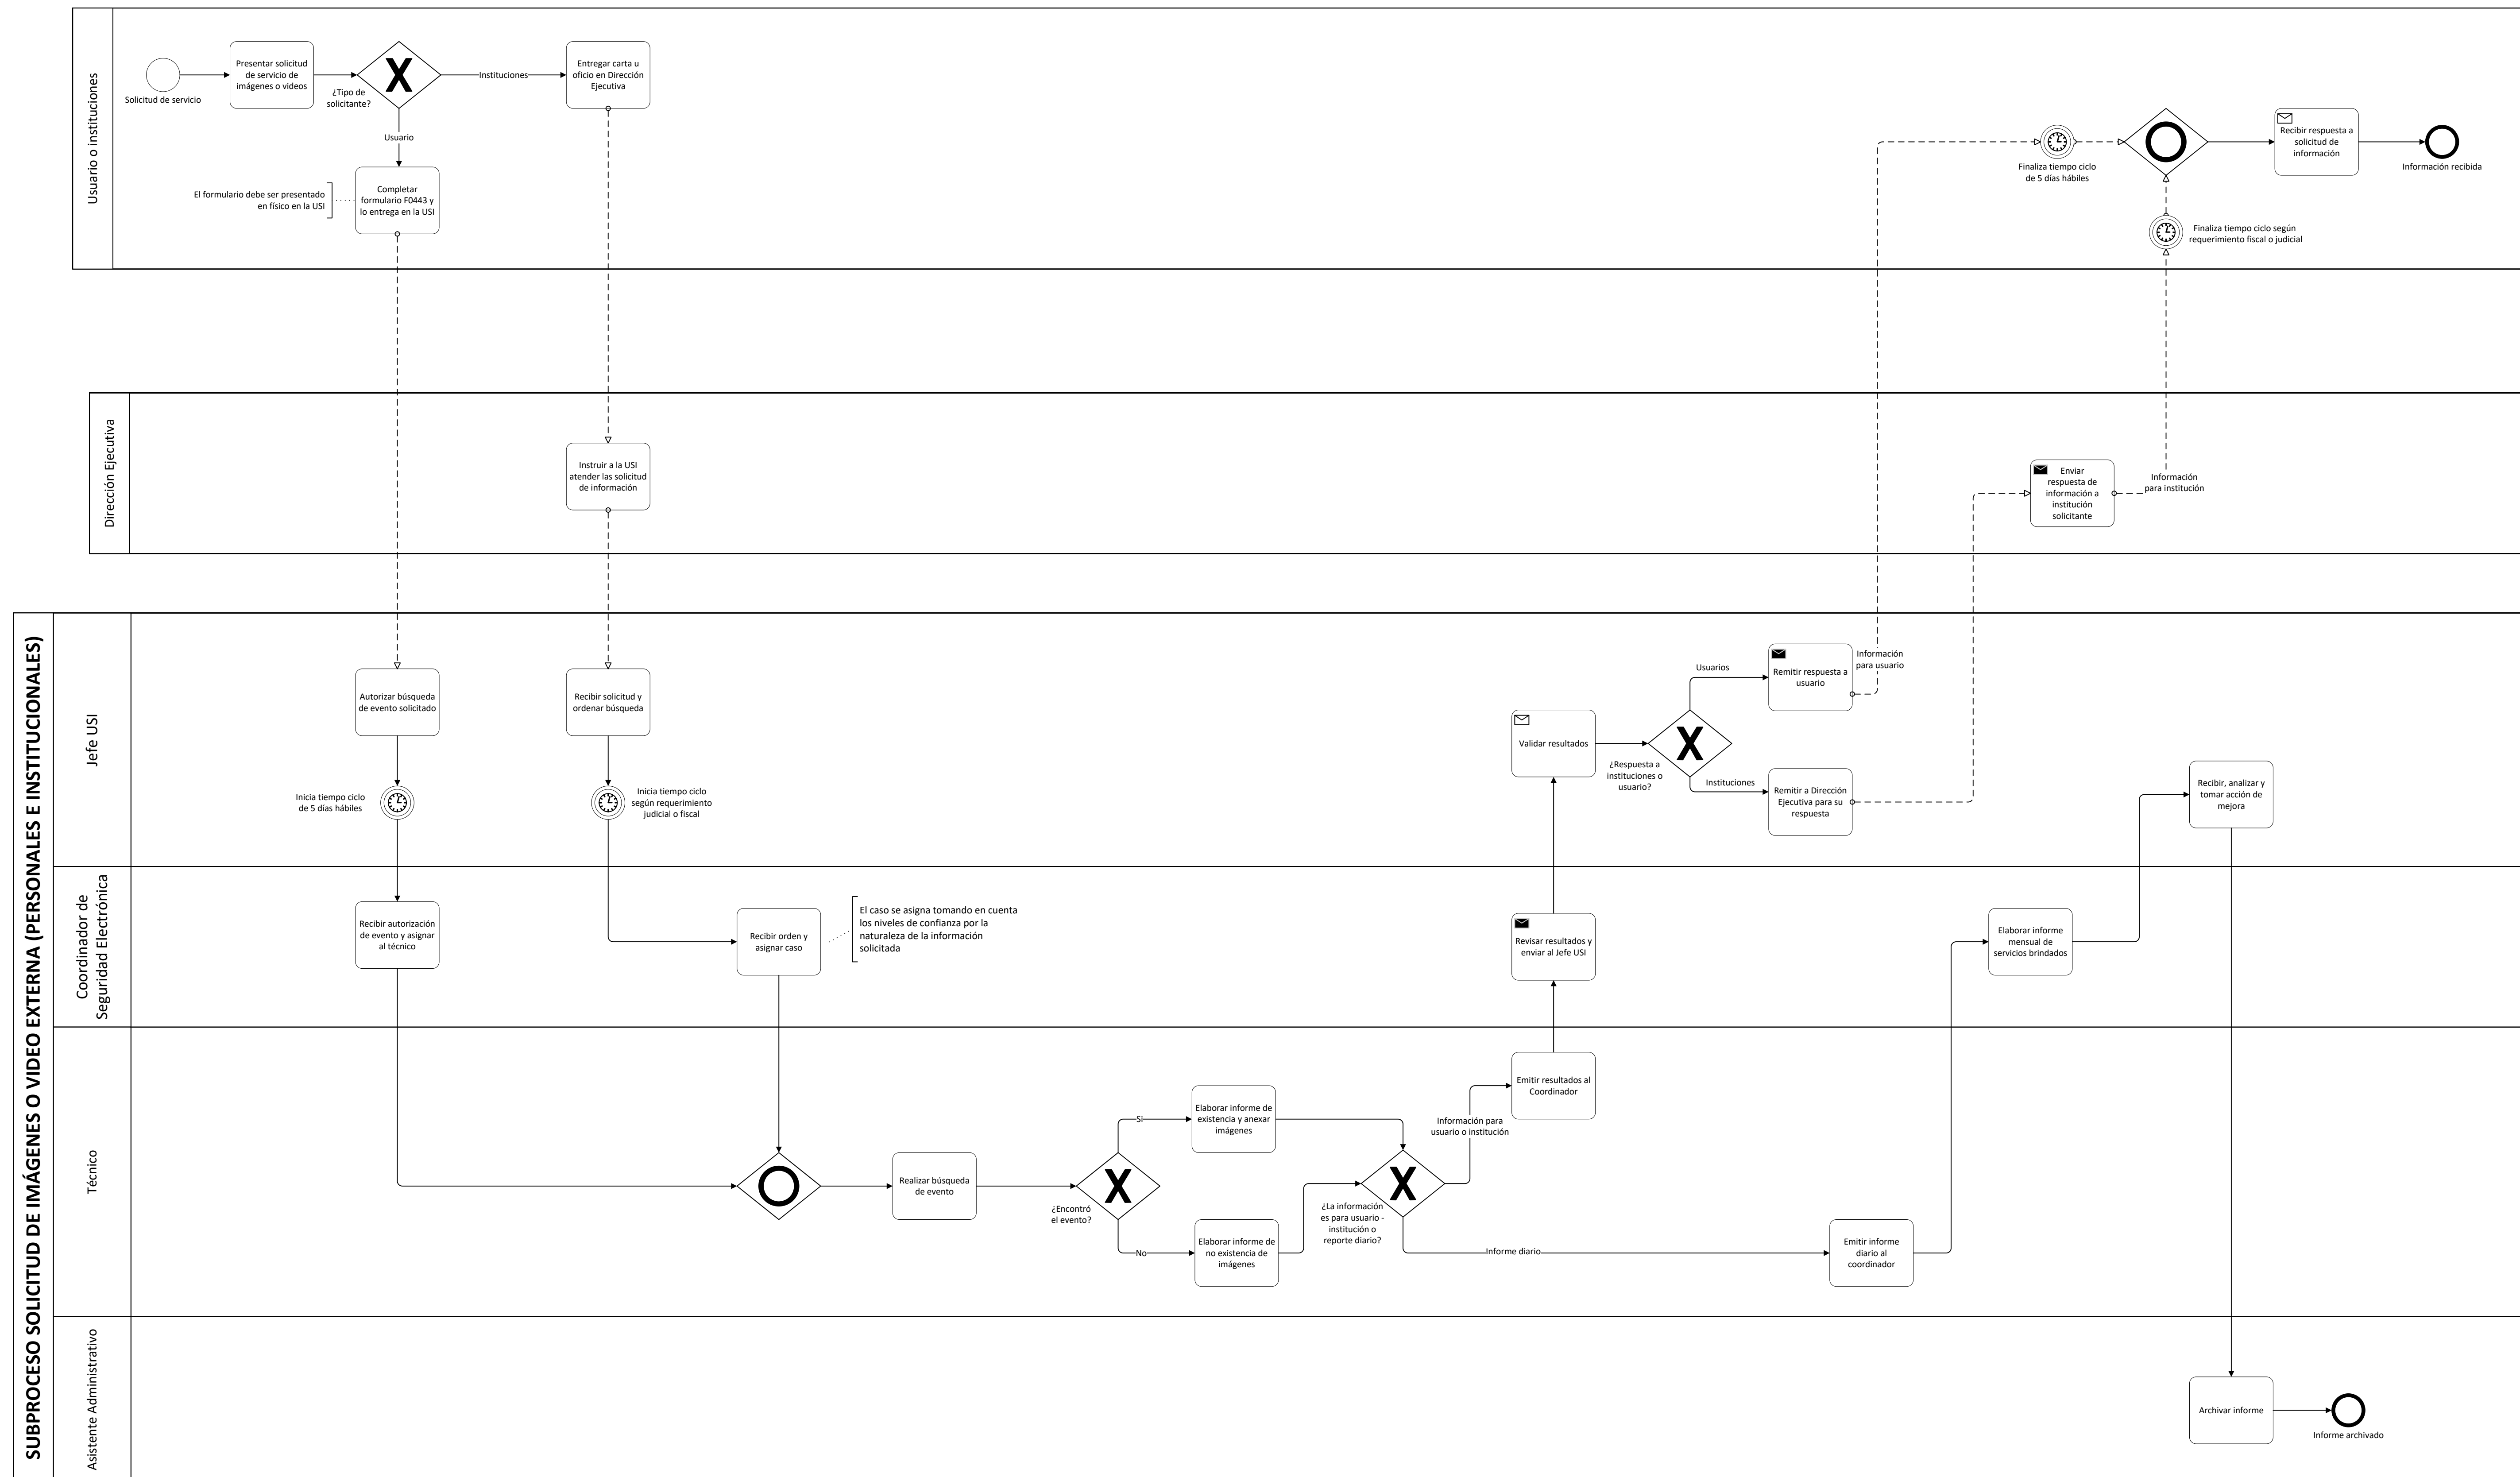 Usuario o instituciones
Solicitud de servicio
Presentar solicitud
de servicio de
imágenes o videos
¿Tipo de
solicitante?
Instituciones
Entregar carta u
oficio en Dirección
Ejecutiva
Usuario
El formulario debe ser presentado
en físico en la USI
Completar
formulario F0443 y
lo entrega en la USI
Finaliza tiempo ciclo
de 5 días hábiles
Recibir respuesta a
solicitud de
información
Información recibida
Finaliza tiempo ciclo según
requerimiento fiscal o judicial
Dirección Ejecutiva
Instruir a la USI
atender las solicitud
de información
Enviar
respuesta de
información a
institución
solicitante
Información
para institución
SUBPROCESO SOLICITUD DE IMÁGENES O VIDEO EXTERNA (PERSONALES E INSTITUCIONALES)
Jefe USI
Autorizar búsqueda
de evento solicitado
Recibir solicitud y
ordenar búsqueda
Inicia tiempo ciclo
de 5 días hábiles
Inicia tiempo ciclo
según requerimiento
judicial o fiscal
Validar resultados
¿Respuesta a
instituciones o
usuario?
Usuarios
Remitir respuesta a
usuario
Información
para usuario
Instituciones
Remitir a Dirección
Ejecutiva para su
respuesta
Recibir, analizar y
tomar acción de
mejora
Coordinador de
Seguridad Electrónica
Recibir autorización
de evento y asignar
al técnico
Recibir orden y
asignar caso
El caso se asigna tomando en cuenta
los niveles de confianza por la
naturaleza de la información
solicitada
Revisar resultados y
enviar al Jefe USI
Elaborar informe
mensual de
servicios brindados
Técnico
Realizar búsqueda
de evento
¿Encontró
el evento?
Si
Elaborar informe de
existencia y anexar
imágenes
No
Elaborar informe de
no existencia de
imágenes
¿La información
es para usuario -
institución o
reporte diario?
Información para
usuario o institución
Emitir resultados al
Coordinador
Informe diario
Emitir informe
diario al
coordinador
Asistente Administrativo
Archivar informe
Informe archivado